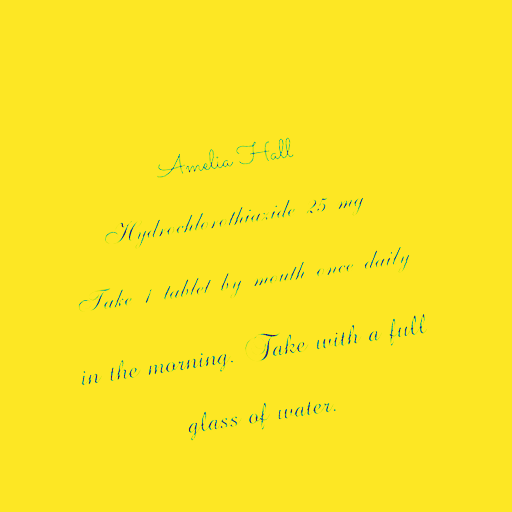 Amelia Hall
Hydrochlorothiazide 25 mg
Take 1 tablet by mouth once daily
in the morning. Take with a full
glass of water.